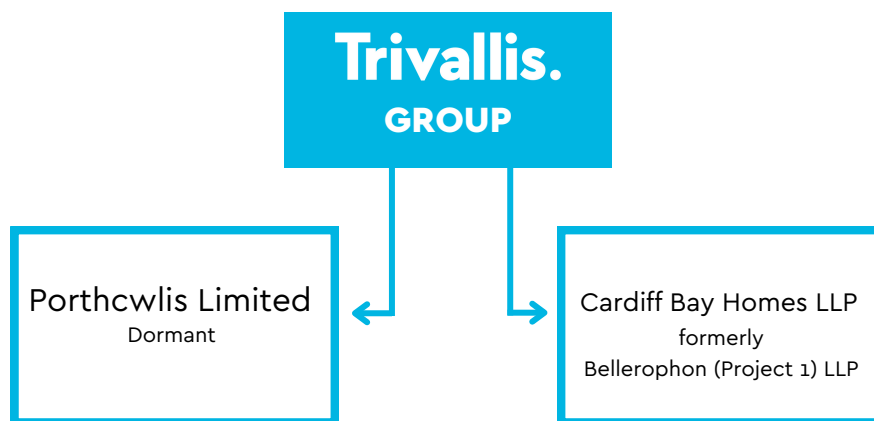 Trivallis.
GROUP
Porthcwlis Limited
Dormant
Cardiff Bay Homes LLP
formerly
Bellerophon (Project 1) LLP